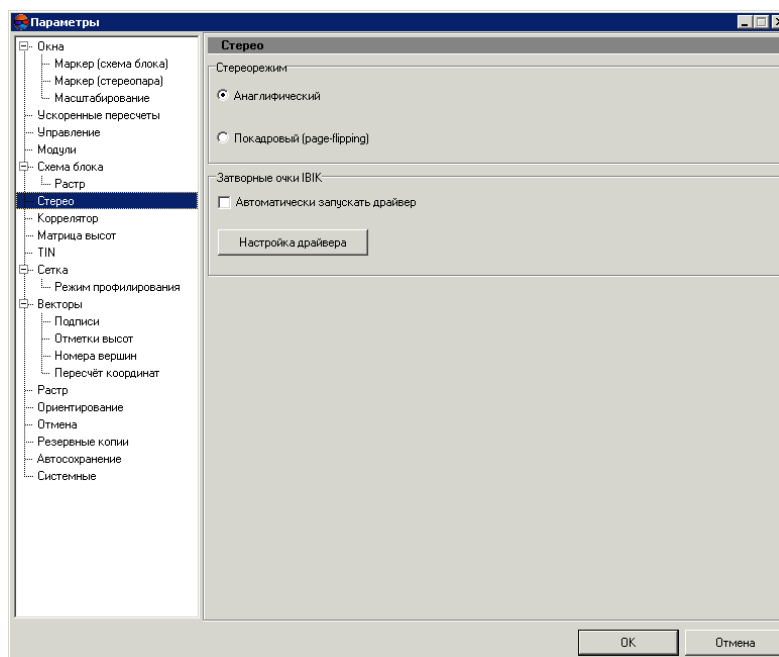 Параметры
Окна
Маркер (схема блока)
Маркер (стереопара)
Масштабирование
Ускоренные пересчеты
Управление
Модули
Схема блока
Растр
Стерео
Коррелятор
Матрица высот
TIN
Сетка
Режим профилирования
Векторы
Подписи
Отметки высот
Номера вершин
Пересчёт координат
Растр
Ориентирование
Отмена
Резервные копии
Автосохранение
Системные
Стерео
Стереорежим
Анаглифический
Покадровый (page-flipping)
Затворные очки IBIK
Автоматически запускать драйвер
Настройка драйвера
OK
Отмена